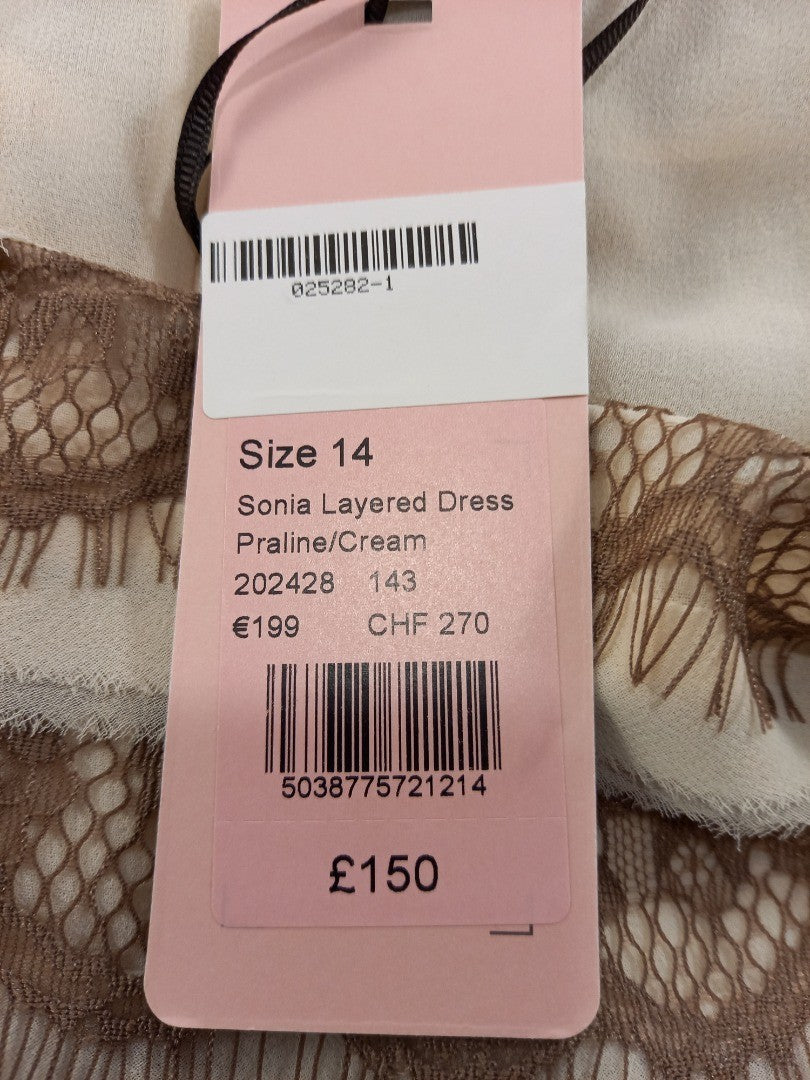 025282-1
Size 14
Sonia Layered Dress
Praline/Cream
202428 143
€199 CHF 270
5038775721214
£150